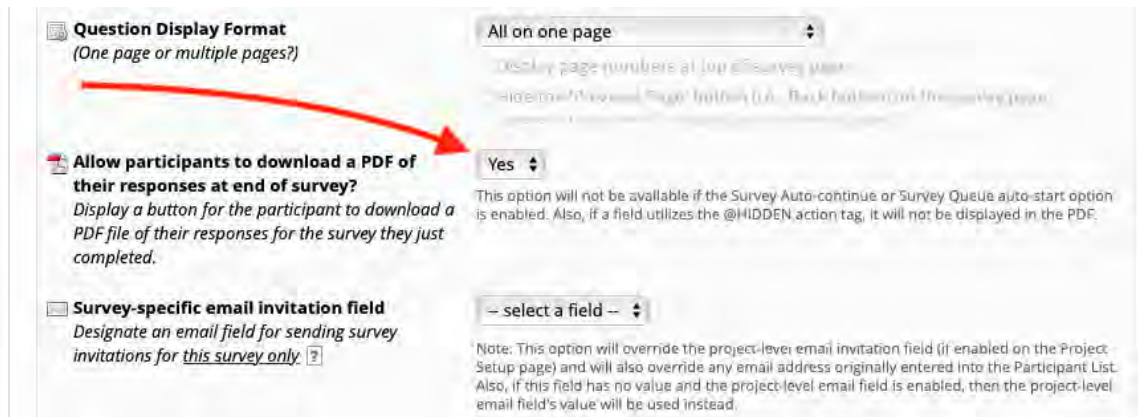 Question Display Format
(One page or multiple pages?)
All on one page
Display page numbers at top of survey page
Allow participants to download a PDF of
their responses at end of survey?
Display a button for the participant to download a
PDF file of their responses for the survey they just
completed.
Yes
This option will not be available if the Survey Auto-continue or Survey Queue auto-start option
is enabled. Also, if a field utilizes the @HIDDEN action tag, it will not be displayed in the PDF.
Survey-specific email invitation field
Designate an email field for sending survey
invitations for this survey only ?
-- select a field --
Note: This option will override the project-level email invitation field (if enabled on the Project
Setup page) and will also override any email address originally entered into the Participant List.
Also, if this field has no value and the project-level email field is enabled, then the project-level
email field's value will be used instead.